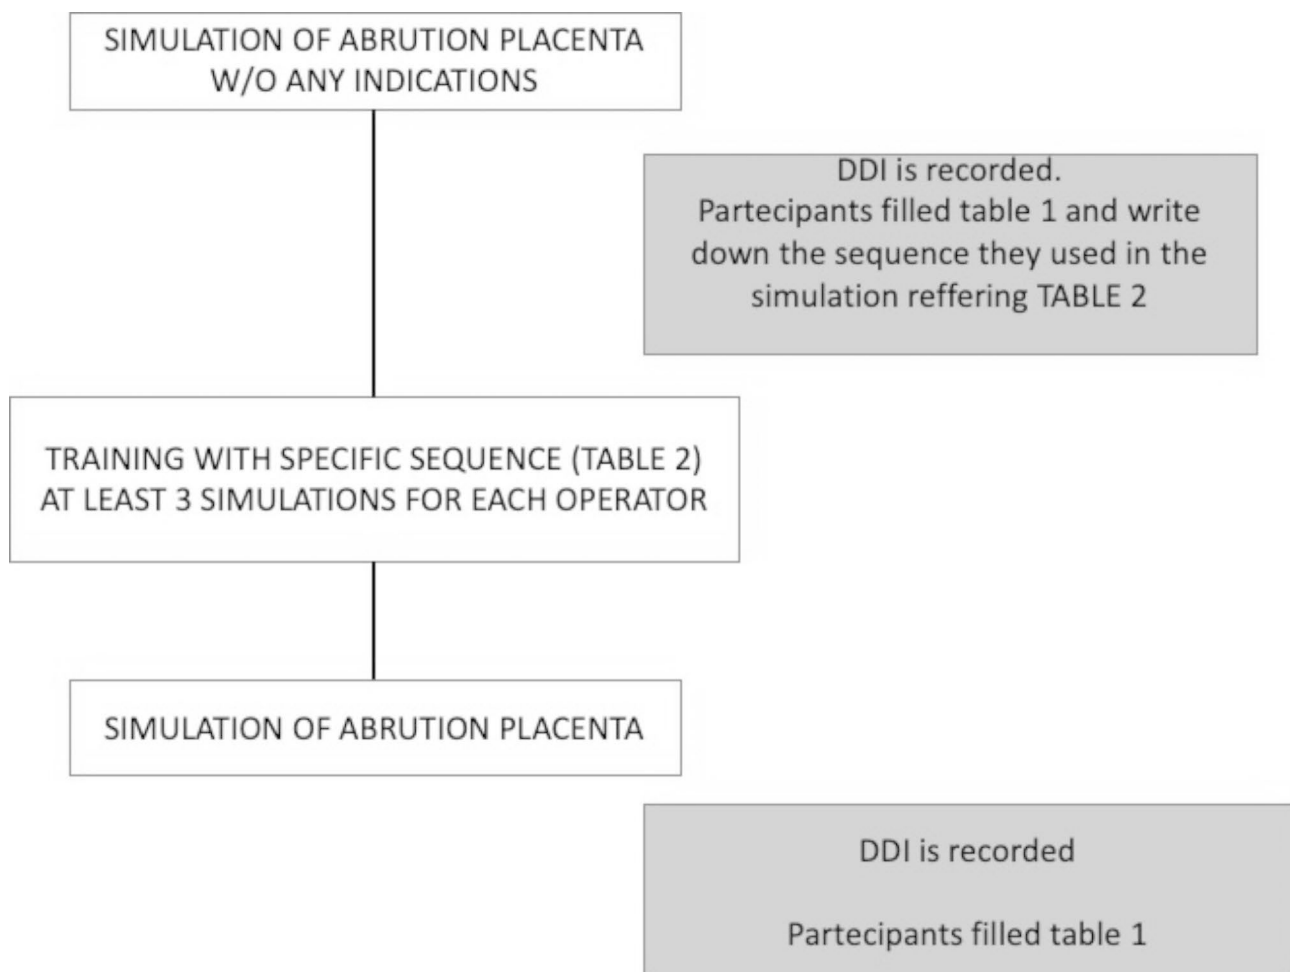 SIMULATION OF ABRUTION PLACENTA
W/O ANY INDICATIONS
DDI is recorded.
Partecipants filled table 1 and write
down the sequence they used in the
simulation reffering TABLE 2
TRAINING WITH SPECIFIC SEQUENCE (TABLE 2)
AT LEAST 3 SIMULATIONS FOR EACH OPERATOR
SIMULATION OF ABRUTION PLACENTA
DDI is recorded
Partecipants filled table 1